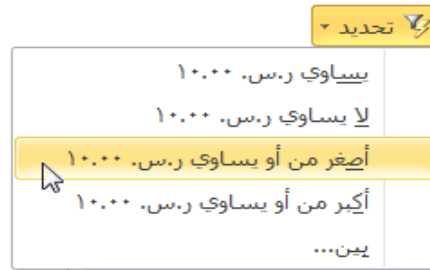 تحديد
يساوي ر.س. ١٠.٠٠
لا يساوي ر.س. ١٠.٠٠
أصغر من أو يساوي ر.س. ١٠.٠٠
أكبر من أو يساوي ر.س. ١٠.٠٠
بين...